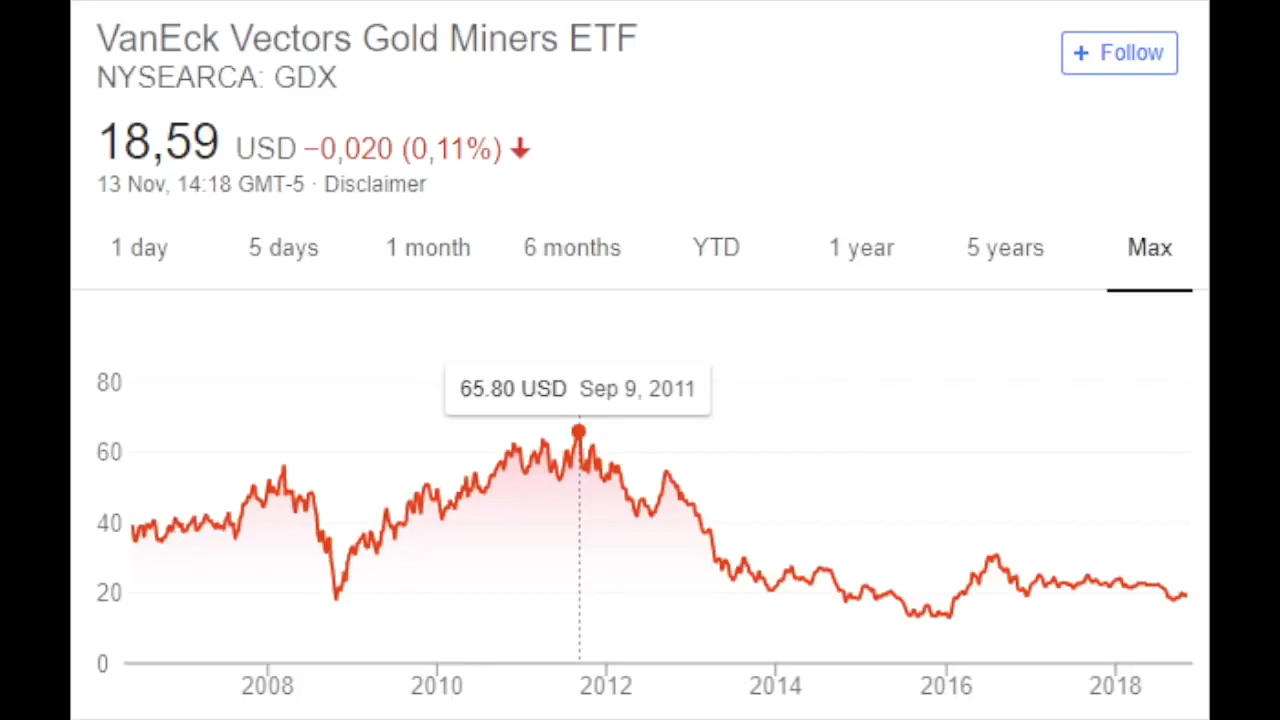 VanEck Vectors Gold Miners ETF
NYSEARCA: GDX
+ Follow
18,59 USD −0,020 (0,11%) ↓
13 Nov, 14:18 GMT-5 · Disclaimer
1 day 5 days 1 month 6 months YTD 1 year 5 years Max
65.80 USD Sep 9, 2011
80
60
40
20
0
2008 2010 2012 2014 2016 2018